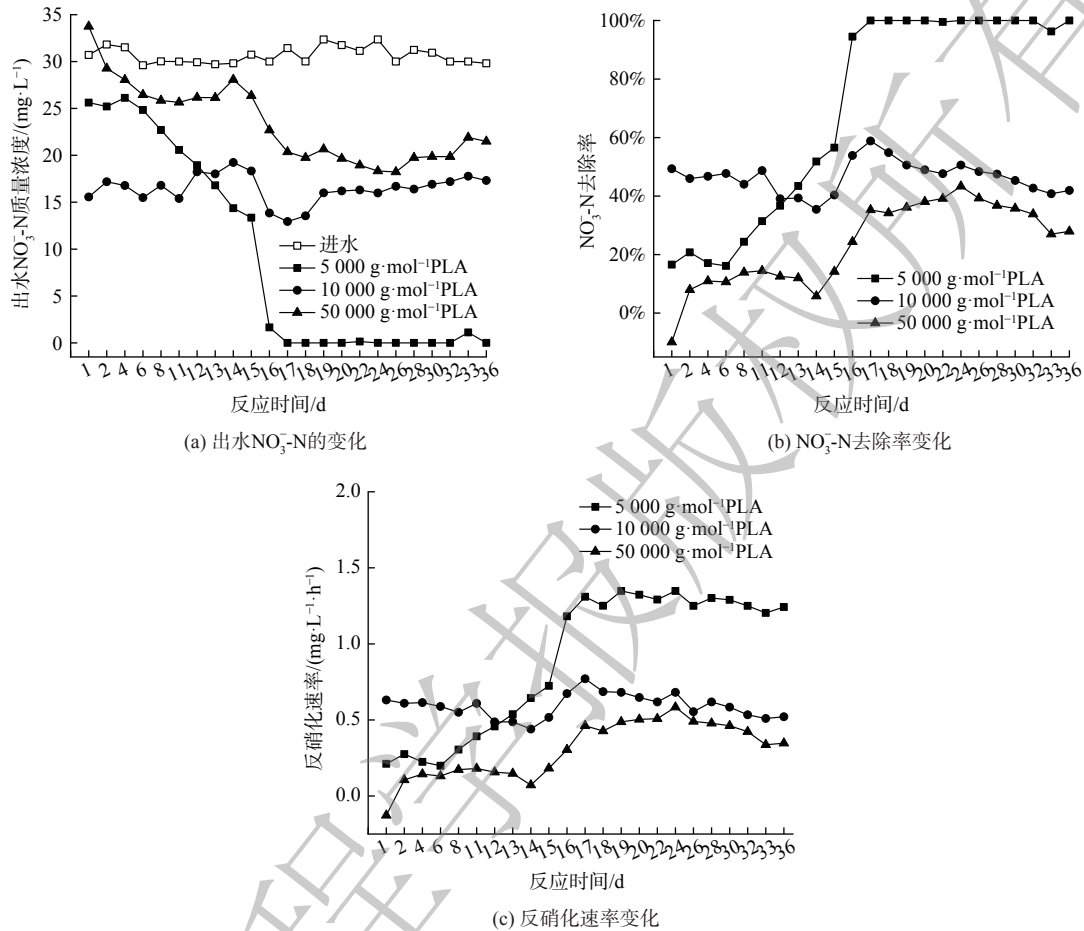 35
30
25
20
15
10
5
0
出水NO₃⁻-N质量浓度/(mg·L⁻¹)
进水
5 000 g·mol⁻¹PLA
10 000 g·mol⁻¹PLA
50 000 g·mol⁻¹PLA
1 2 4 6 8 11 12 13 14 15 16 17 18 19 20 22 24 26 28 30 32 33 36
反应时间/d
(a) 出水NO₃⁻-N的变化
100%
80%
60%
40%
20%
0%
NO₃⁻-N去除率
5 000 g·mol⁻¹PLA
10 000 g·mol⁻¹PLA
50 000 g·mol⁻¹PLA
1 2 4 6 8 11 12 13 14 15 16 17 18 19 20 22 24 26 28 30 32 33 36
反应时间/d
(b) NO₃⁻-N去除率变化
2.0
1.5
1.0
0.5
0.0
反硝化速率/(mg·L⁻¹·h⁻¹)
5 000 g·mol⁻¹PLA
10 000 g·mol⁻¹PLA
50 000 g·mol⁻¹PLA
1 2 4 6 8 11 12 13 14 15 16 17 18 19 20 22 24 26 28 30 32 33 36
反应时间/d
(c) 反硝化速率变化
程学报版权所有